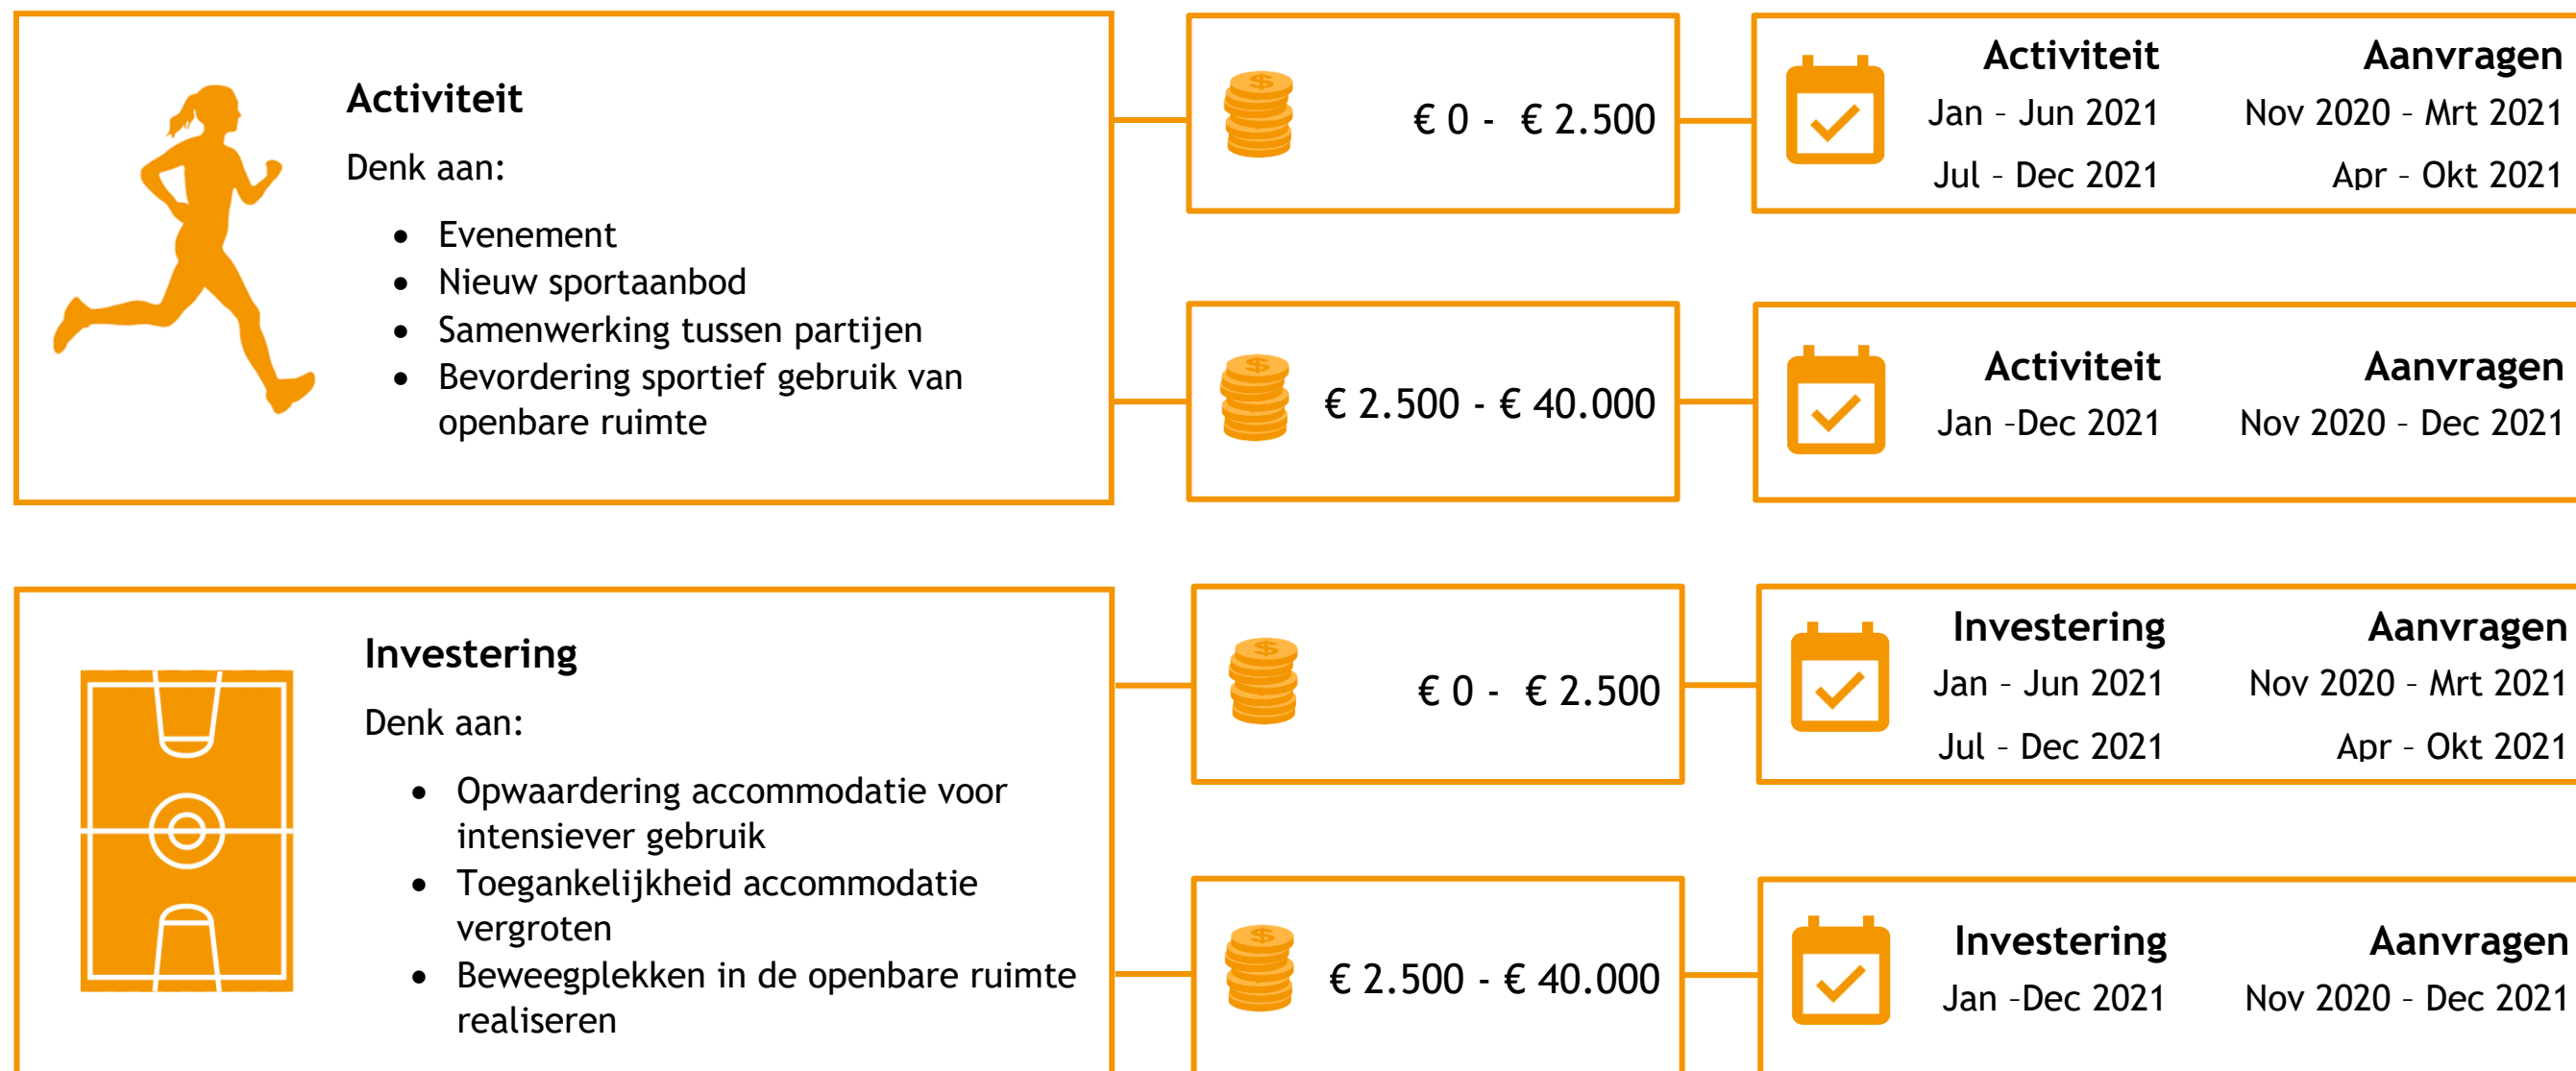 Activiteit
Denk aan:
• Evenement
• Nieuw sportaanbod
• Samenwerking tussen partijen
• Bevordering sportief gebruik van
openbare ruimte
€ 0 - € 2.500
Activiteit Aanvragen
Jan – Jun 2021 Nov 2020 – Mrt 2021
Jul – Dec 2021 Apr – Okt 2021
€ 2.500 - € 40.000
Activiteit Aanvragen
Jan –Dec 2021 Nov 2020 – Dec 2021
Investering
Denk aan:
• Opwaardering accommodatie voor
intensiever gebruik
• Toegankelijkheid accommodatie
vergroten
• Beweegplekken in de openbare ruimte
realiseren
€ 0 - € 2.500
Investering Aanvragen
Jan – Jun 2021 Nov 2020 – Mrt 2021
Jul – Dec 2021 Apr – Okt 2021
€ 2.500 - € 40.000
Investering Aanvragen
Jan –Dec 2021 Nov 2020 – Dec 2021